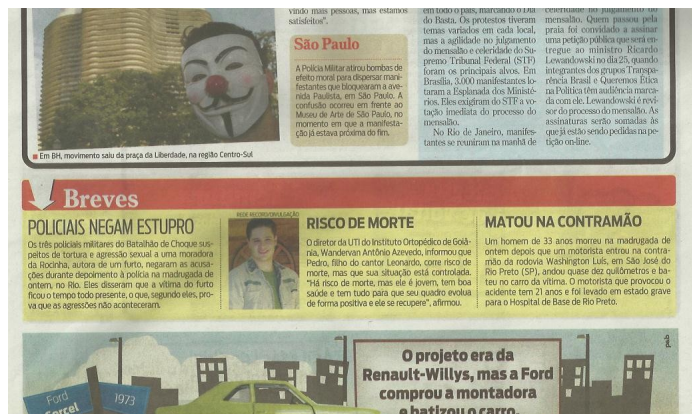 vindo mais pessoas, mas estamos
satisfeitos".
São Paulo
A Polícia Militar atirou bombas de
efeito moral para dispersar mani-
festantes que bloquearam a ave-
nida Paulista, em São Paulo. A
confusão ocorreu em frente ao
Museu de Arte de São Paulo, no
momento em que a manifesta-
ção já estava próxima do fim.
Em BH, movimento saiu da praça da Liberdade, na região Centro-Sul
em todo o país, marcando o Dia
do Basta. Os protestos tiveram
temas variados em cada local,
mas a agilidade no julgamento
do mensalão e celeridade do Su-
premo Tribunal Federal (STF)
foram os principais alvos. Em
Brasília, 3.000 manifestantes lo-
taram a Esplanada dos Ministé-
rios. Eles exigiram do STF a vo-
tação imediata do processo do
mensalão.
No Rio de Janeiro, manifes-
tantes se reuniram na manhã de
celeridade no julgamento do
mensalão. Quem passou pela
praia foi convidado a assinar
uma petição pública que será en-
tregue ao ministro Ricardo
Lewandowski no dia 25, quando
integrantes dos grupos Transpa-
rência Brasil e Queremos Ética
na Política têm audiência marca-
da com ele. Lewandowski é revi-
sor do processo do mensalão. As
assinaturas serão somadas às
que já estão sendo pedidas na pe-
tição on-line.
Breves
POLICIAIS NEGAM ESTUPRO
Os três policiais militares do Batalhão de Choque sus-
peitos de tortura e agressão sexual a uma moradora
da Rocinha, autora de um furto, negaram as acusa-
ções durante depoimento à polícia na madrugada de
ontem, no Rio. Eles disseram que a vítima do furto
ficou o tempo todo presente, o que, segundo eles, pro-
va que as agressões não aconteceram.
REDE RECORD/DIVULGAÇÃO
RISCO DE MORTE
O diretor da UTI do Instituto Ortopédico de Goiâ-
nia, Wandervan Antônio Azevedo, informou que
Pedro, filho do cantor Leonardo, corre risco de
morte, mas que sua situação está controlada.
"Há risco de morte, mas ele é jovem, tem boa
saúde e tem tudo para que seu quadro evolua
de forma positiva e ele se recupere", afirmou.
MATOU NA CONTRAMÃO
Um homem de 33 anos morreu na madrugada de
ontem depois que um motorista entrou na contra-
mão da rodovia Washington Luís, em São José do
Rio Preto (SP), andou quase dez quilômetros e ba-
teu no carro da vítima. O motorista que provocou o
acidente tem 21 anos e foi levado em estado grave
para o Hospital de Base de Rio Preto.
Ford
Corcel
1973
O projeto era da
Renault-Willys, mas a Ford
comprou a montadora
e batizou o carro.
pab